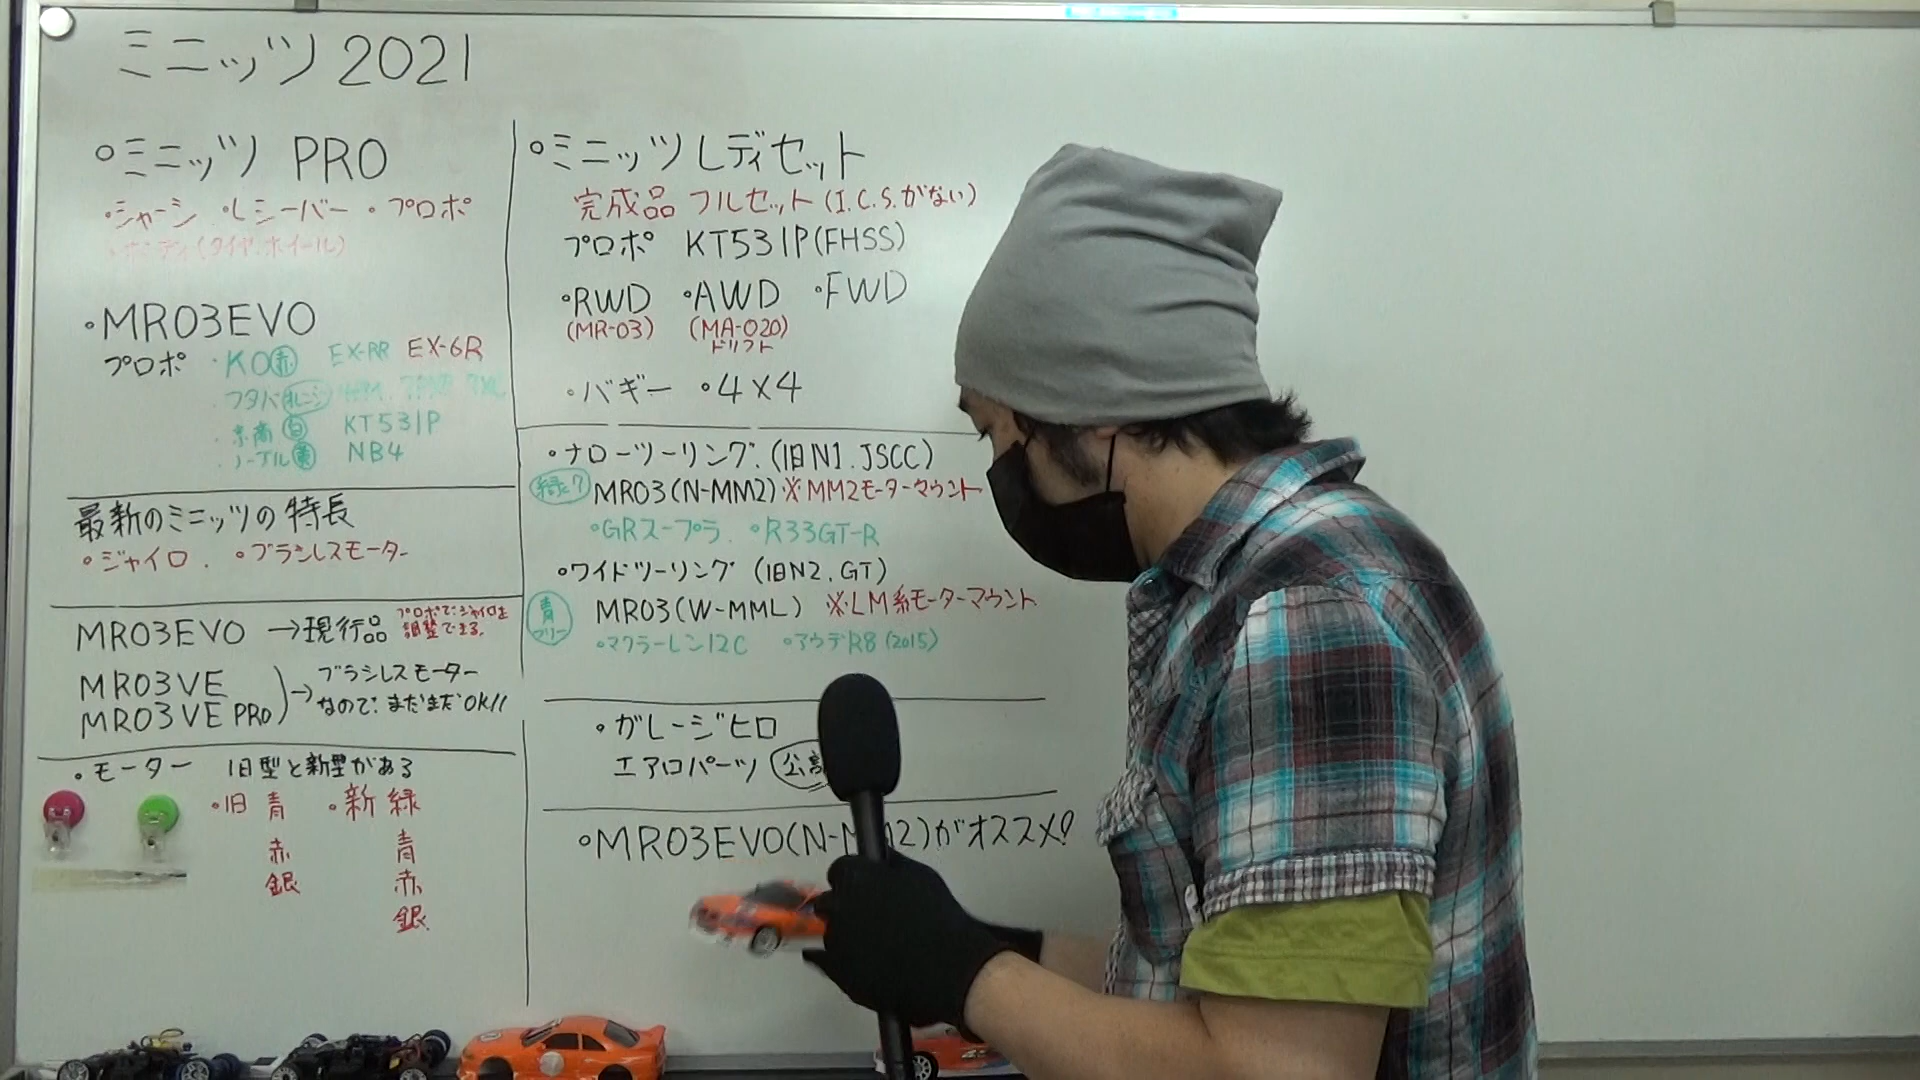 ミニッツ2021
・ミニッツ PRO
・シャーシ ・レシーバー ・プロポ
・ボディ(タイヤ.ホイール)
・MR03EVO
プロポ ・KO赤 EX-RR EX-6R
・フタバオレンジ
・京商 白 KT531P
・ノーブル 黄 NB4
最新のミニッツの特長
・ジャイロ. ・ブラシレスモーター
MR03EVO →現行品 プロポでジャイロを
調整できる。
MR03VE
MR03VE PRO
→ブラシレスモーター
なので、まだまだOK!!
・モーター 旧型と新型がある
・旧 青 ・新 緑
赤 青
銀 赤
銀
・ミニッツレディセット
完成品 フルセット(I.C.S.がない)
プロポ KT531P(FHSS)
・RWD ・AWD ・FWD
(MR-03) (MA-020)
ドリフト
・バギー ・4X4
・ナローツーリング.(旧N1.JSCC)
MR03(N-MM2)※MM2モーターマウント
・GRスープラ. ・R33GT-R
・ワイドツーリング (旧N2.GT)
青 MR03(W-MML) ※LM系モーターマウント
・マクラーレン12C ・アウデR8(2015)
・ガレージヒロ
エアロパーツ 公
・MR03EVO(N-MM2)がオススメ!